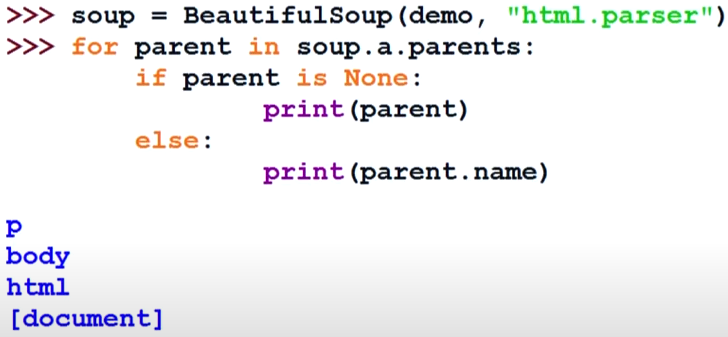 >>> soup = BeautifulSoup(demo, "html.parser")
>>> for parent in soup.a.parents:
        if parent is None:
                print(parent)
        else:
                print(parent.name)

p
body
html
[document]